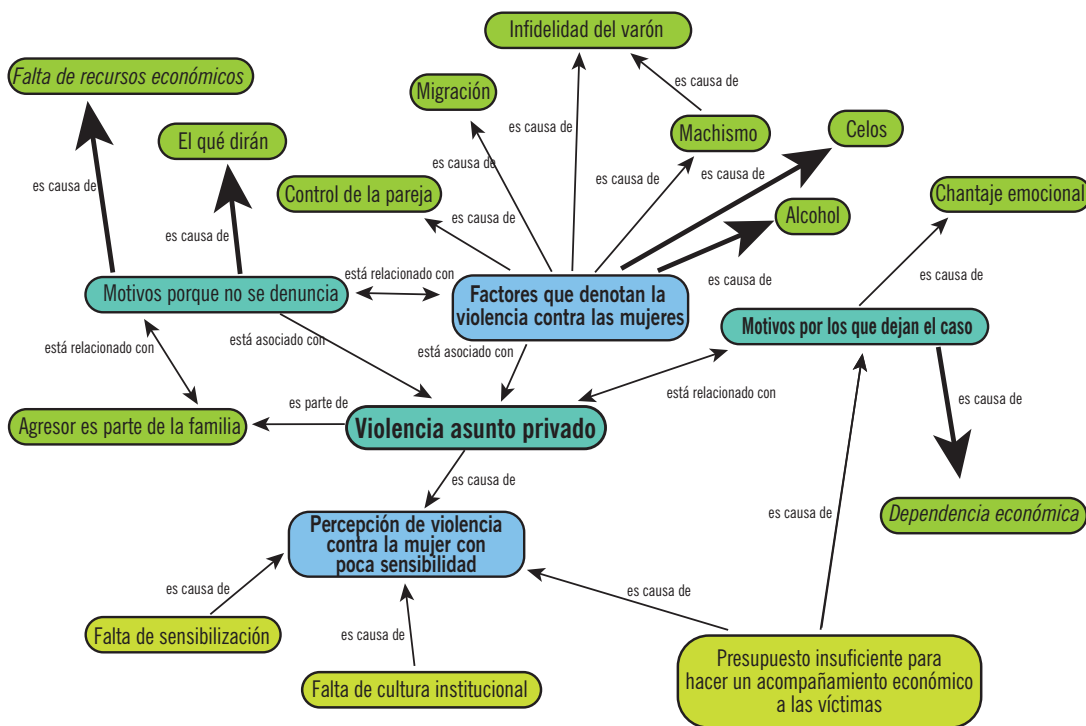 Infidelidad del varón
Falta de recursos económicos
es causa de
Migración
es causa de
Machismo
Celos
El qué dirán
es causa de
es causa de
es causa de
es causa de
Control de la pareja
es causa de
Chantaje emocional
es causa de
Alcohol
es causa de
está relacionado con
es causa de
es causa de
Motivos porque no se denuncia
Factores que denotan la
violencia contra las mujeres
Motivos por los que dejan el caso
está relacionado con
está asociado con
está asociado con
está relacionado con
es causa de
es parte de
Agresor es parte de la familia
Violencia asunto privado
es causa de
Dependencia económica
es causa de
Percepción de violencia
contra la mujer con
poca sensibilidad
es causa de
es causa de
es causa de
Falta de sensibilización
Falta de cultura institucional
Presupuesto insuficiente para
hacer un acompañamiento económico
a las víctimas